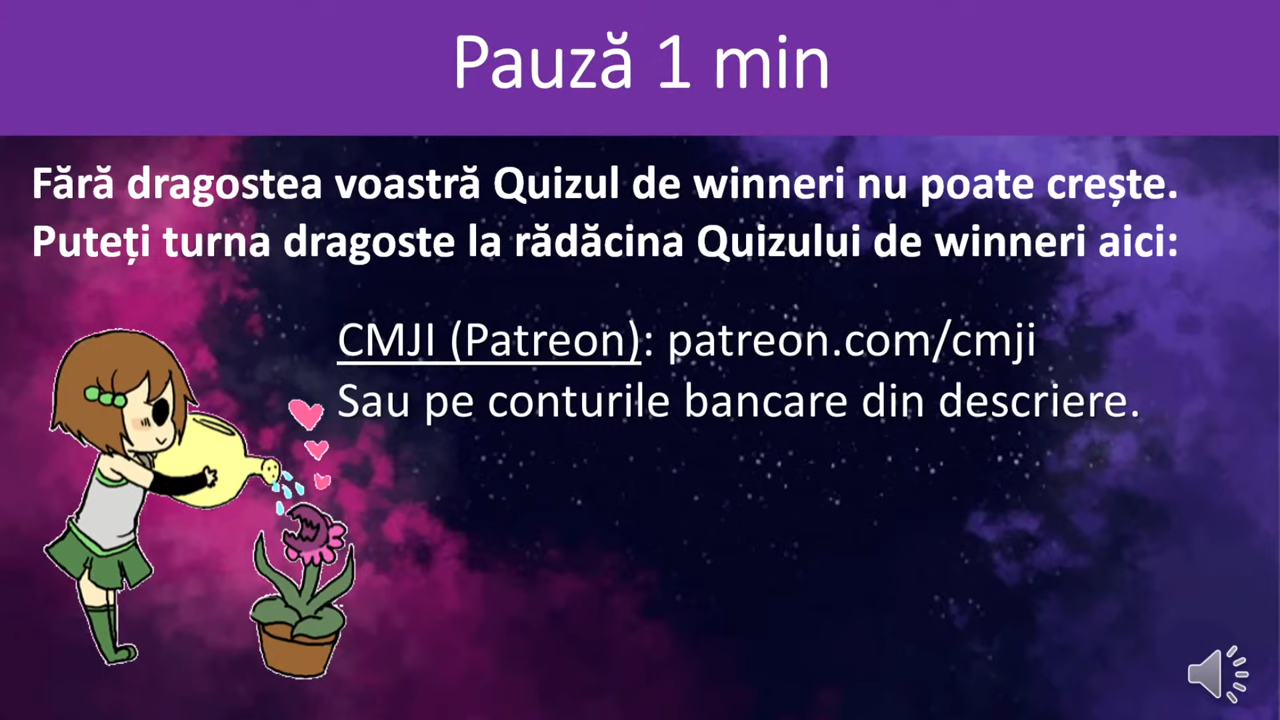 Pauză 1 min
Fără dragostea voastră Quizul de winneri nu poate crește.
Puteți turna dragoste la rădăcina Quizului de winneri aici:
CMJI (Patreon): patreon.com/cmji
Sau pe conturile bancare din descriere.